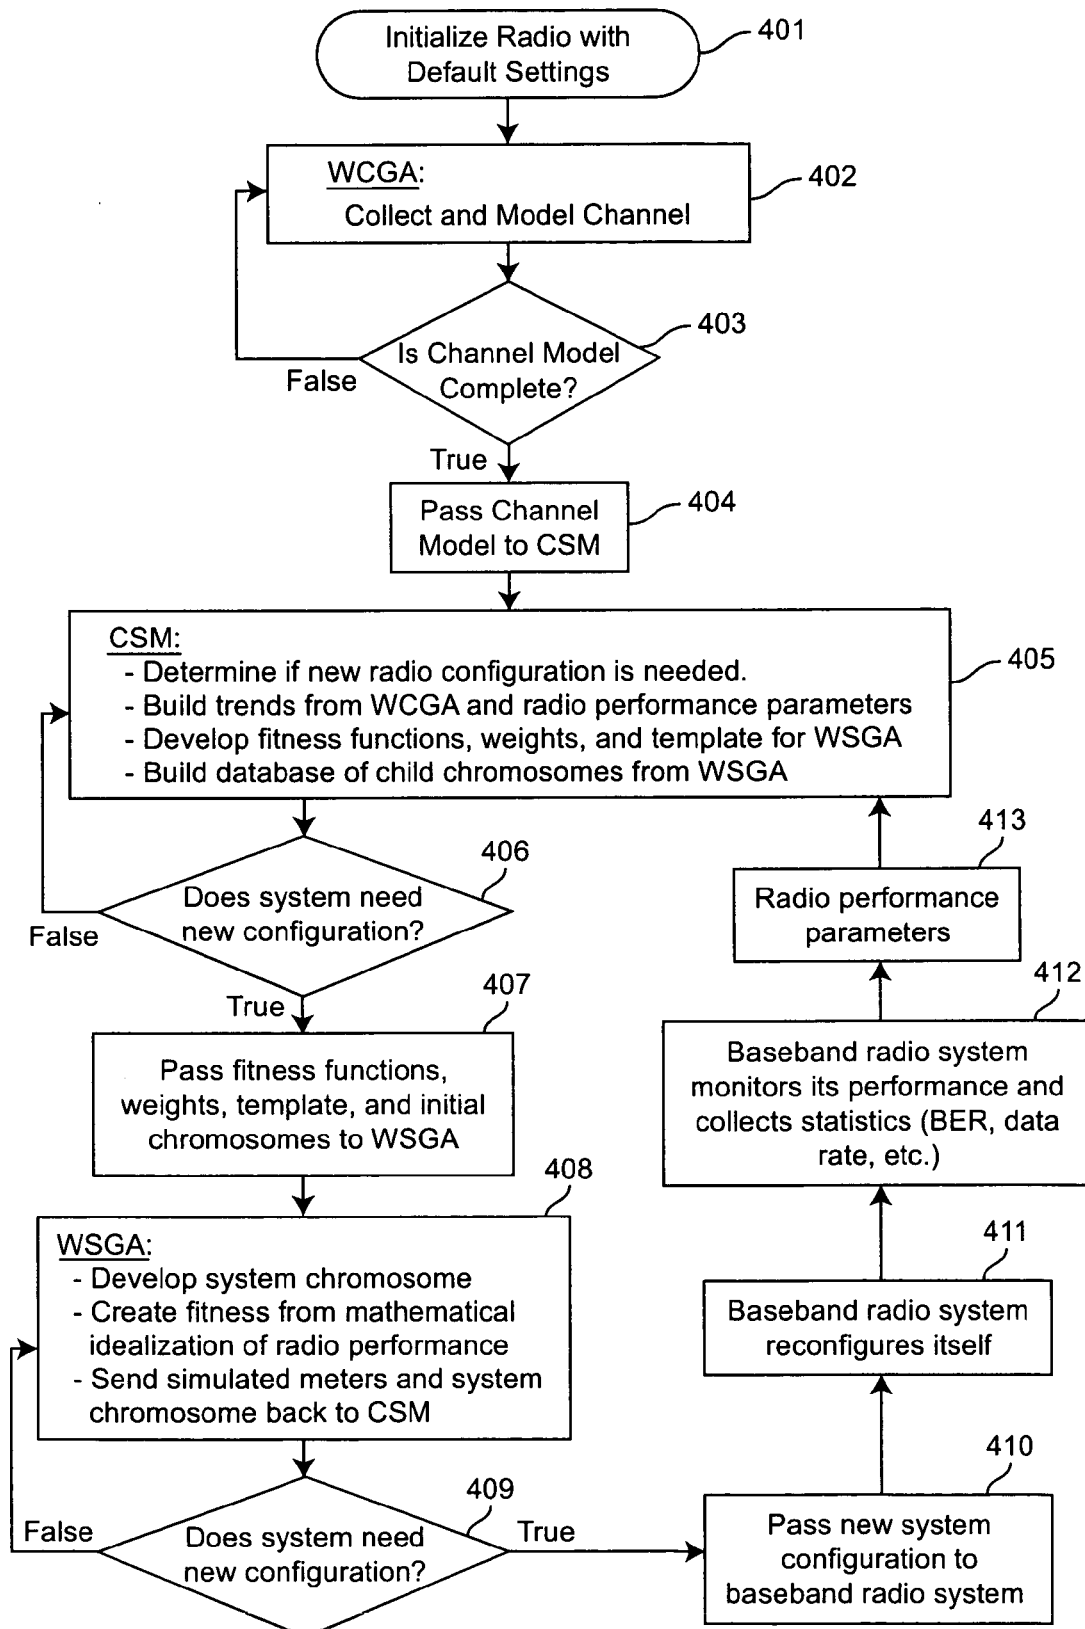 Initialize Radio with
Default Settings
401
WCGA:
Collect and Model Channel
402
Is Channel Model
Complete?
403
False
True
Pass Channel
Model to CSM
404
CSM:
- Determine if new radio configuration is needed.
- Build trends from WCGA and radio performance parameters
- Develop fitness functions, weights, and template for WSGA
- Build database of child chromosomes from WSGA
405
Does system need
new configuration?
406
False
True
Pass fitness functions,
weights, template, and initial
chromosomes to WSGA
407
WSGA:
- Develop system chromosome
- Create fitness from mathematical
idealization of radio performance
- Send simulated meters and system
chromosome back to CSM
408
Does system need
new configuration?
409
False
True
Pass new system
configuration to
baseband radio system
410
Baseband radio system
reconfigures itself
411
Baseband radio system
monitors its performance and
collects statistics (BER, data
rate, etc.)
412
Radio performance
parameters
413